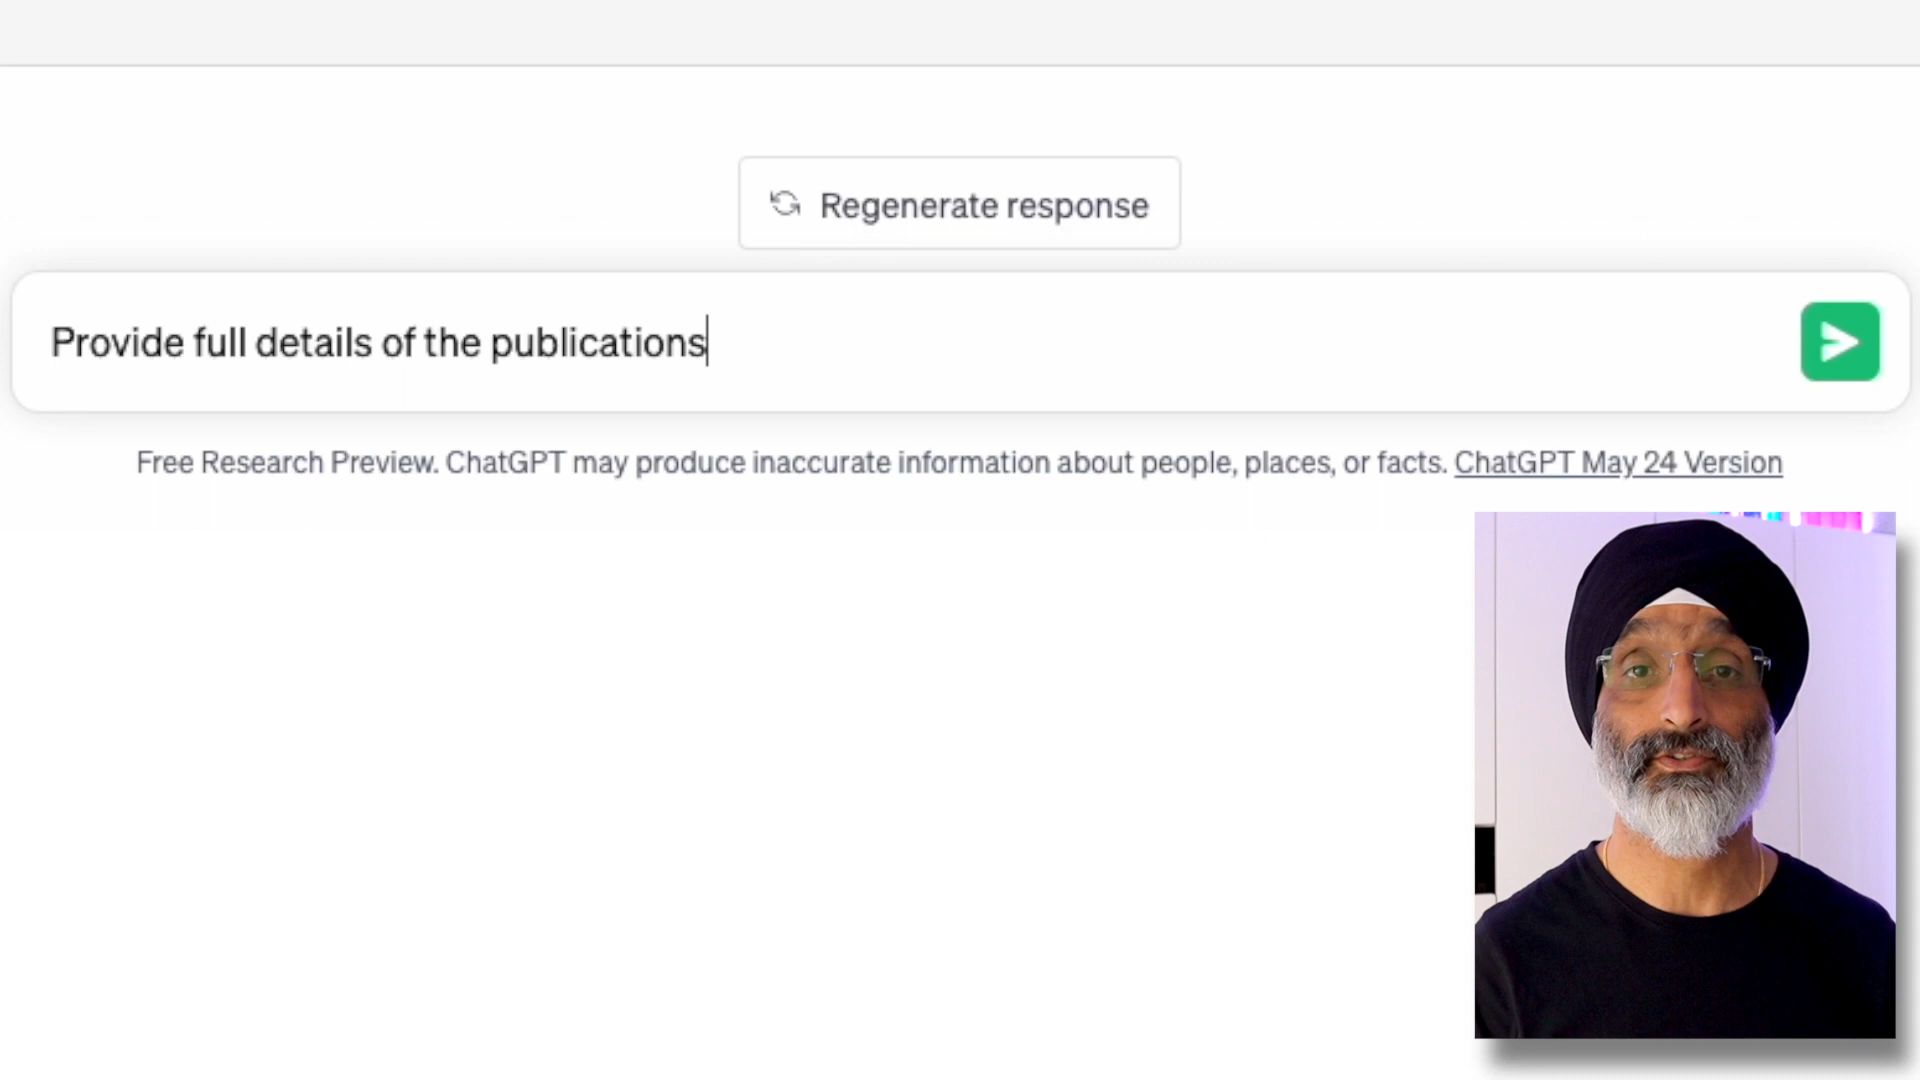 Regenerate response
Provide full details of the publications
Free Research Preview. ChatGPT may produce inaccurate information about people, places, or facts. ChatGPT May 24 Version